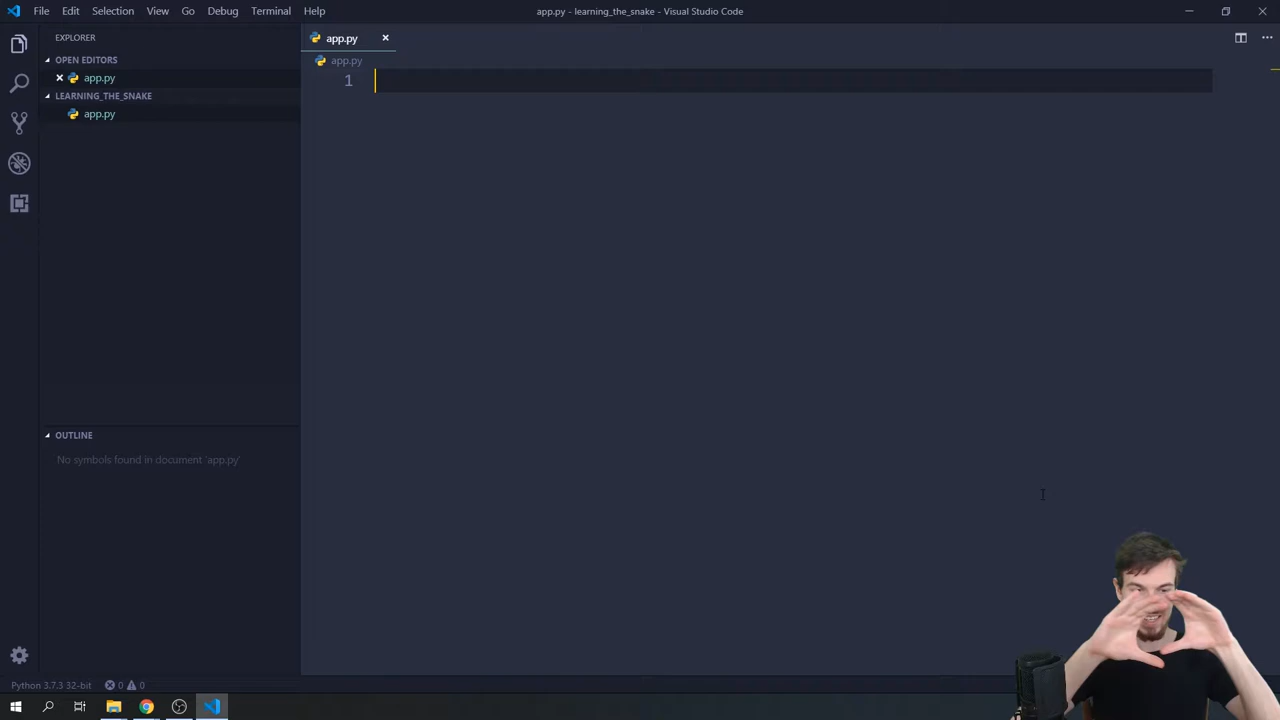 File Edit Selection View Go Debug Terminal Help
app.py - learning_the_snake - Visual Studio Code
EXPLORER
OPEN EDITORS
app.py
LEARNING_THE_SNAKE
app.py
OUTLINE
No symbols found in document 'app.py'
app.py
app.py
1
Python 3.7.3 32-bit 0 0